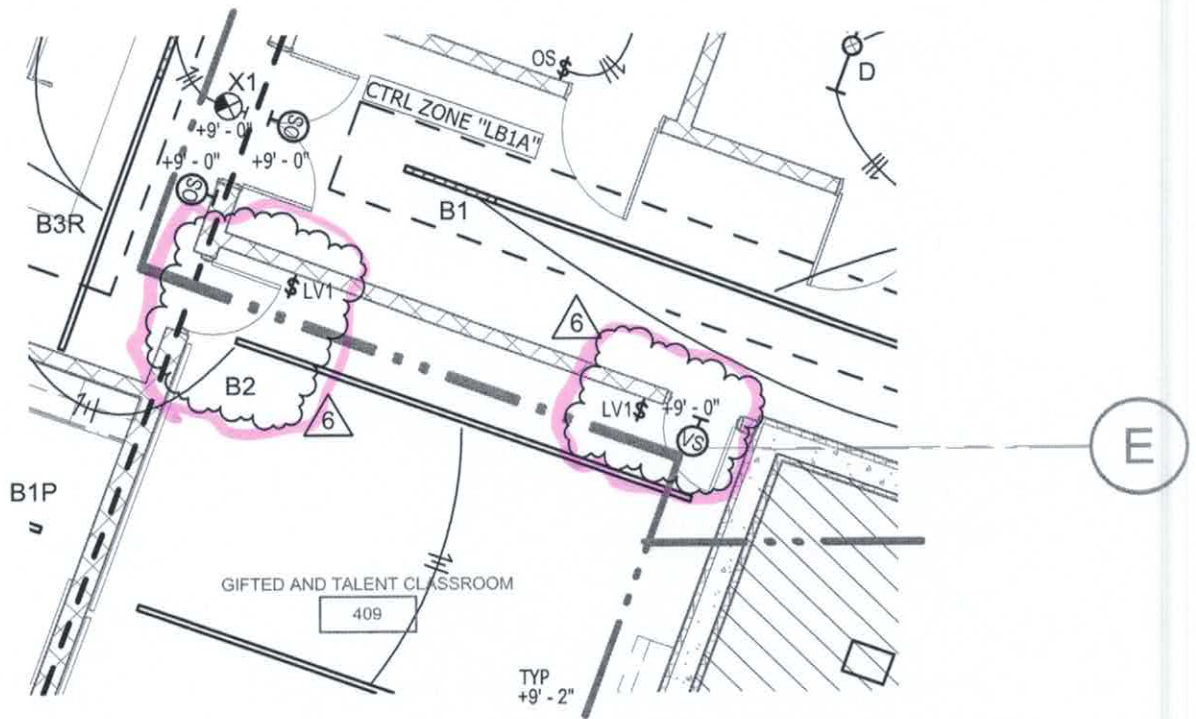 OS $
D
X1
+9' - 0"
OS
CTRL ZONE "LB1A"
+9' - 0"
+9' - 0"
OS
B3R
B1
$ LV1
6
B2
LV1 $
+9' - 0"
VS
6
E
B1P
GIFTED AND TALENT CLASSROOM
409
TYP
+9' - 2"